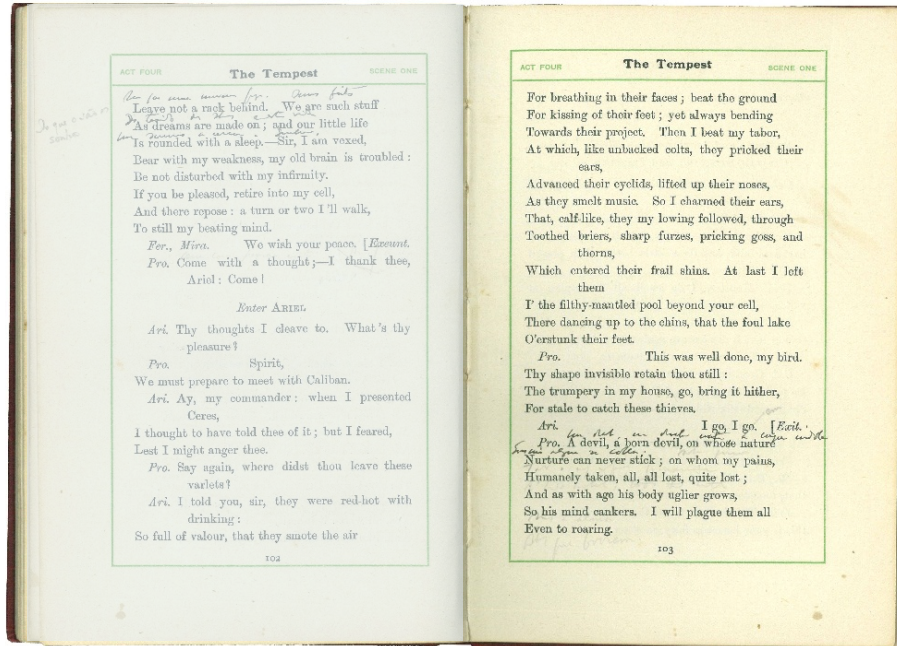 ACT FOUR The Tempest SCENE ONE
Leave not a rack behind. We are such stuff
As dreams are made on; and our little life
Is rounded with a sleep.—Sir, I am vexed,
Bear with my weakness, my old brain is troubled:
Be not disturbed with my infirmity.
If you be pleased, retire into my cell,
And there repose: a turn or two I'll walk,
To still my beating mind.
Fer., Mira. We wish your peace. [Exeunt.
Pro. Come with a thought;—I thank thee,
Ariel: Come!
Enter ARIEL
Ari. Thy thoughts I cleave to. What's thy
pleasure?
Pro. Spirit,
We must prepare to meet with Caliban.
Ari. Ay, my commander: when I presented
Ceres,
I thought to have told thee of it; but I feared,
Lest I might anger thee.
Pro. Say again, where didst thou leave these
varlets?
Ari. I told you, sir, they were red-hot with
drinking:
So full of valour, that they smote the air
102
ACT FOUR The Tempest SCENE ONE
For breathing in their faces; beat the ground
For kissing of their feet; yet always bending
Towards their project. Then I beat my tabor,
At which, like unbacked colts, they pricked their
ears,
Advanced their eyelids, lifted up their noses,
As they smelt music. So I charmed their ears,
That, calf-like, they my lowing followed, through
Toothed briers, sharp furzes, pricking goss, and
thorns,
Which entered their frail shins. At last I left
them
I' the filthy-mantled pool beyond your cell,
There dancing up to the chins, that the foul lake
O'erstunk their feet.
Pro. This was well done, my bird.
Thy shape invisible retain thou still:
The trumpery in my house, go, bring it hither,
For stale to catch these thieves.
Ari. I go, I go. [Exit.
Pro. A devil, a born devil, on whose nature
Nurture can never stick; on whom my pains,
Humanely taken, all, all lost, quite lost;
And as with age his body uglier grows,
So his mind cankers. I will plague them all
Even to roaring.
103